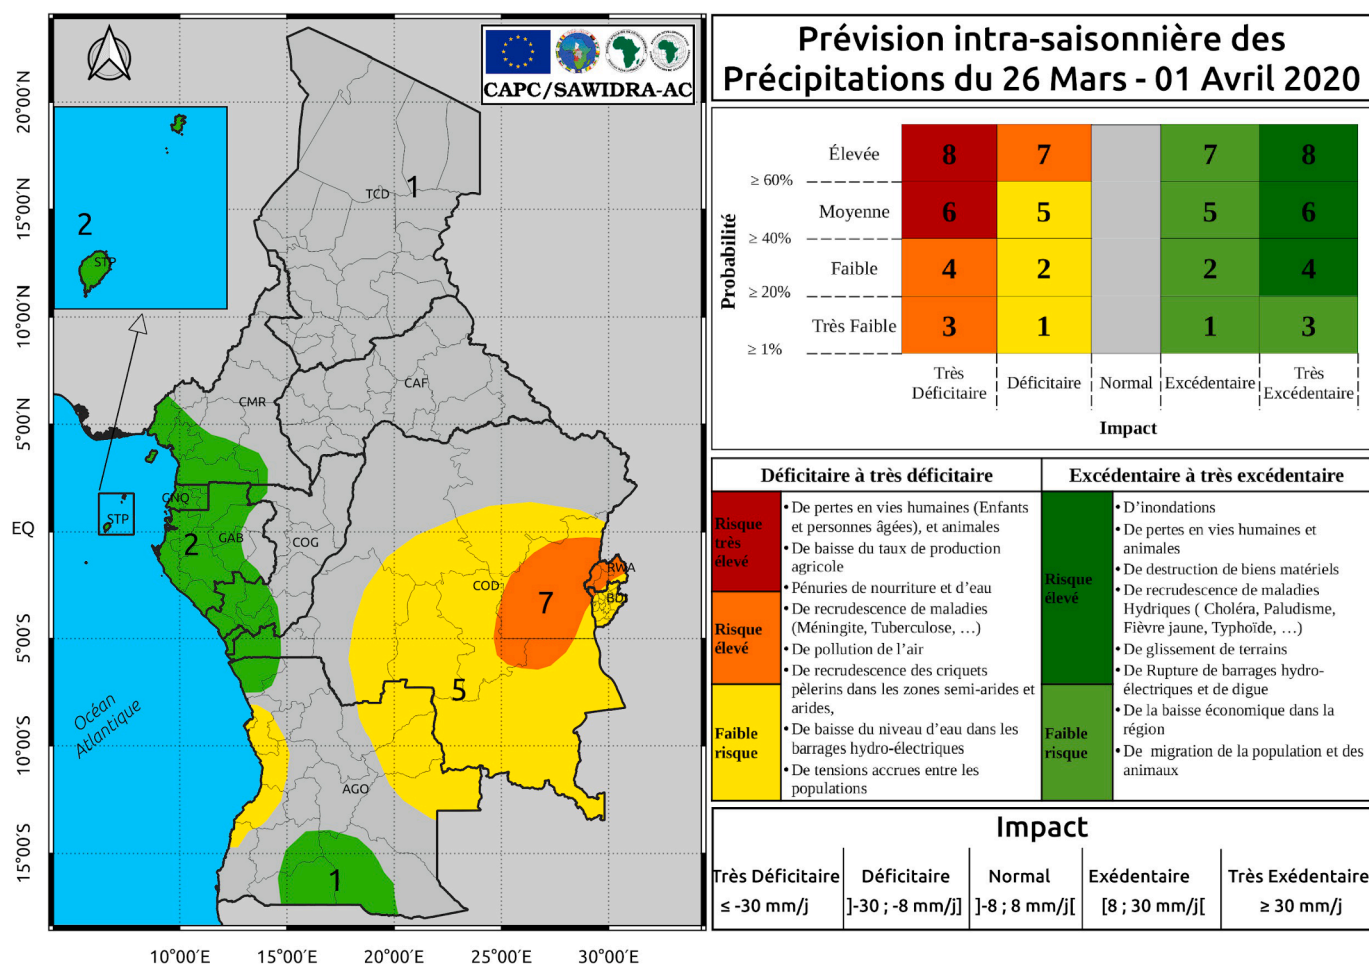 CAPC/SAWIDRA-AC
Prévision intra-saisonnière des
Précipitations du 26 Mars - 01 Avril 2020
20°00′N
15°00′N
10°00′N
5°00′N
EQ
5°00′S
10°00′S
15°00′S
10°00′E
15°00′E
20°00′E
25°00′E
30°00′E
2
STP
TCD
1
CAF
CMR
GNQ
STP
2
GAB
COG
COD
RWA
BDI
7
5
Océan
Atlantique
AGO
1
Probabilité
Élevée
8
7
7
8
≥ 60%
Moyenne
6
5
5
6
≥ 40%
Faible
4
2
2
4
≥ 20%
Très Faible
3
1
1
3
≥ 1%
Très
Déficitaire
Déficitaire
Normal
Excédentaire
Très
Excédentaire
Impact
Déficitaire à très déficitaire
Risque
très
élevé
Risque
élevé
Faible
risque
•De pertes en vies humaines (Enfants
et personnes âgées), et animales
•De baisse du taux de production
agricole
•Pénuries de nourriture et d’eau
•De recrudescence de maladies
(Méningite, Tuberculose, …)
•De pollution de l’air
•De recrudescence des criquets
pèlerins dans les zones semi-arides et
arides,
•De baisse du niveau d’eau dans les
barrages hydro-électriques
•De tensions accrues entre les
populations
Excédentaire à très excédentaire
Risque
élevé
Faible
risque
•D’inondations
•De pertes en vies humaines et
animales
•De destruction de biens matériels
•De recrudescence de maladies
Hydriques ( Choléra, Paludisme,
Fièvre jaune, Typhoïde, …)
•De glissement de terrains
•De Rupture de barrages hydro-
électriques et de digue
•De la baisse économique dans la
région
•De migration de la population et des
animaux
Impact
Très Déficitaire
≤ -30 mm/j
Déficitaire
]-30 ; -8 mm/j]
Normal
]-8 ; 8 mm/j[
Exédentaire
[8 ; 30 mm/j[
Très Exédentaire
≥ 30 mm/j